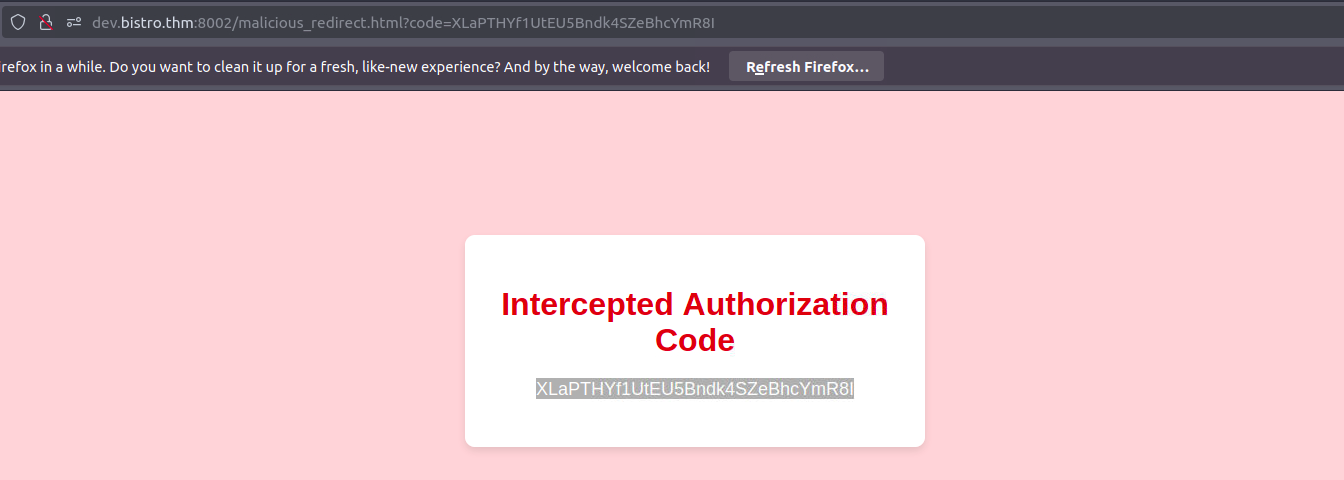 dev.bistro.thm:8002/malicious_redirect.html?code=XLaPTHYf1UtEU5Bndk4SZeBhcYmR8I
refox in a while. Do you want to clean it up for a fresh, like-new experience? And by the way, welcome back! Refresh Firefox…
Intercepted Authorization
Code
XLaPTHYf1UtEU5Bndk4SZeBhcYmR8I